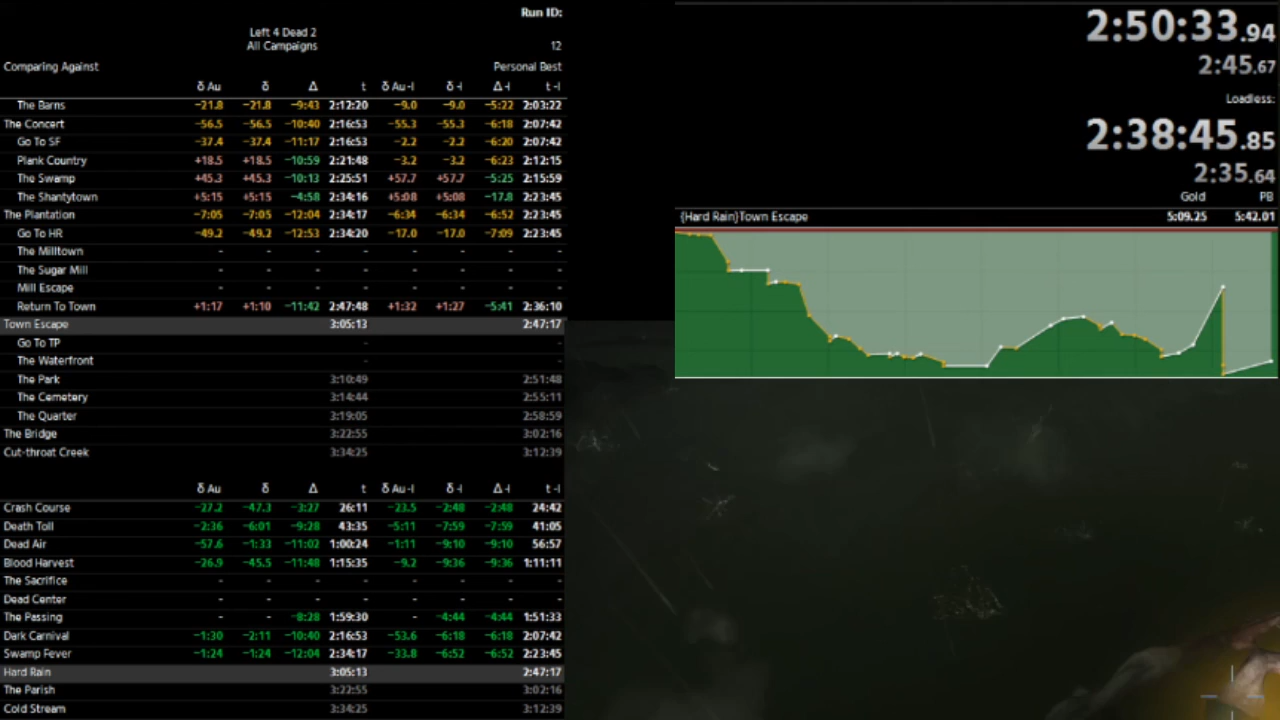 Run ID:
Left 4 Dead 2
All Campaigns 12
Comparing Against Personal Best
δ Au δ Δ t δ Au-I δ -I Δ -I t -I
The Barns −21.8 −21.8 −9:43 2:12:20 −9.0 −9.0 −5:22 2:03:22
The Concert −56.5 −56.5 −10:40 2:16:53 −55.3 −55.3 −6:18 2:07:42
Go To SF −37.4 −37.4 −11:17 2:16:53 −2.2 −2.2 −6:20 2:07:42
Plank Country +18.5 +18.5 −10:59 2:21:48 −3.2 −3.2 −6:23 2:12:15
The Swamp +45.3 +45.3 −10:13 2:25:51 +57.7 +57.7 −5:25 2:15:59
The Shantytown +5:15 +5:15 −4:58 2:34:16 +5:08 +5:08 −17.8 2:23:45
The Plantation −7:05 −7:05 −12:04 2:34:17 −6:34 −6:34 −6:52 2:23:45
Go To HR −49.2 −49.2 −12:53 2:34:20 −17.0 −17.0 −7:09 2:23:45
The Milltown - - - - - - - -
The Sugar Mill - - - - - - - -
Mill Escape - - - - - - - -
Return To Town +1:17 +1:10 −11:42 2:47:48 +1:32 +1:27 −5:41 2:36:10
Town Escape 3:05:13 2:47:17
Go To TP - -
The Waterfront - -
The Park 3:10:49 2:51:48
The Cemetery 3:14:44 2:55:11
The Quarter 3:19:05 2:58:59
The Bridge 3:22:55 3:02:16
Cut-throat Creek 3:34:25 3:12:39
δ Au δ Δ t δ Au-I δ -I Δ -I t -I
Crash Course −27.2 −47.3 −3:27 26:11 −23.5 −2:48 −2:48 24:42
Death Toll −2:36 −6:01 −9:28 43:35 −5:11 −7:59 −7:59 41:05
Dead Air −57.6 −1:33 −11:02 1:00:24 −1:11 −9:10 −9:10 56:57
Blood Harvest −26.9 −45.5 −11:48 1:15:35 −9.2 −9:36 −9:36 1:11:11
The Sacrifice - - - - - - - -
Dead Center - - - - - - - -
The Passing −8:28 1:59:30 - −4:44 −4:44 1:51:33
Dark Carnival −1:30 −2:11 −10:40 2:16:53 −53.6 −6:18 −6:18 2:07:42
Swamp Fever −1:24 −1:24 −12:04 2:34:17 −33.8 −6:52 −6:52 2:23:45
Hard Rain 3:05:13 2:47:17
The Parish 3:22:55 3:02:16
Cold Stream 3:34:25 3:12:39
2:50:33.94
2:45.67
Loadless:
2:38:45.85
2:35.64
Gold PB
{Hard Rain}Town Escape 5:09.25 5:42.01